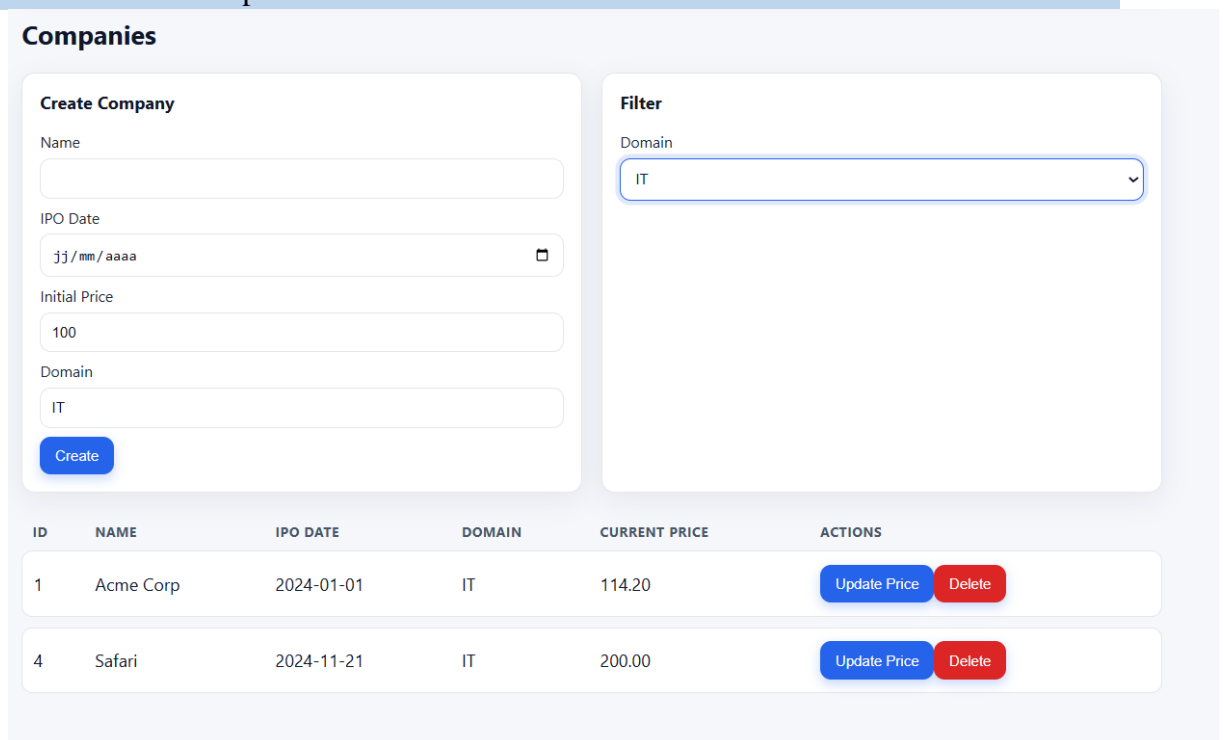 Companies
Create Company
Name
IPO Date
jj/mm/aaaa
Initial Price
100
Domain
IT
Create
Filter
Domain
IT
ID NAME IPO DATE DOMAIN CURRENT PRICE ACTIONS
1 Acme Corp 2024-01-01 IT 114.20 Update Price Delete
4 Safari 2024-11-21 IT 200.00 Update Price Delete